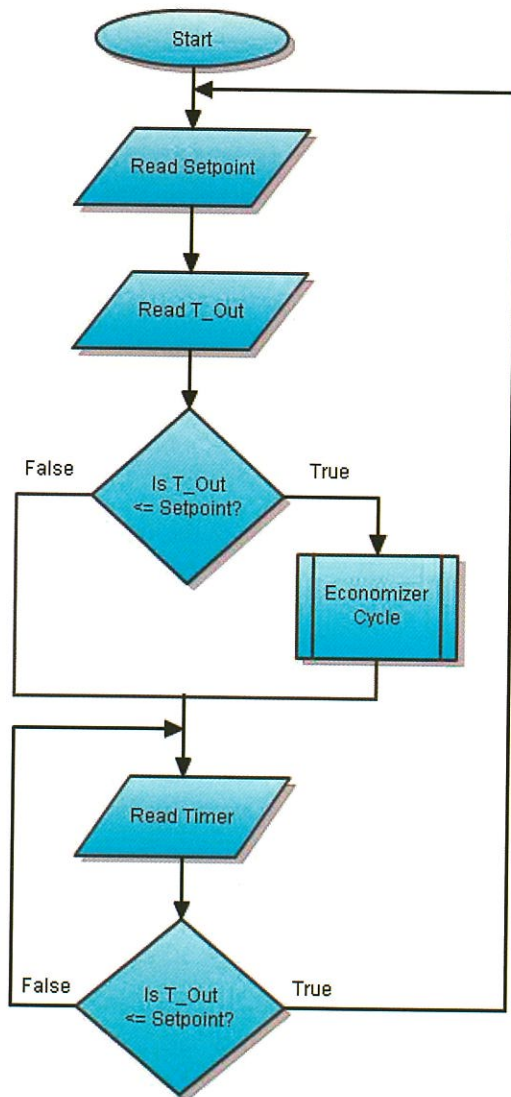 Start
Read Setpoint
Read T_Out
False
True
Is T_Out
<= Setpoint?
Economizer
Cycle
Read Timer
False
True
Is T_Out
<= Setpoint?